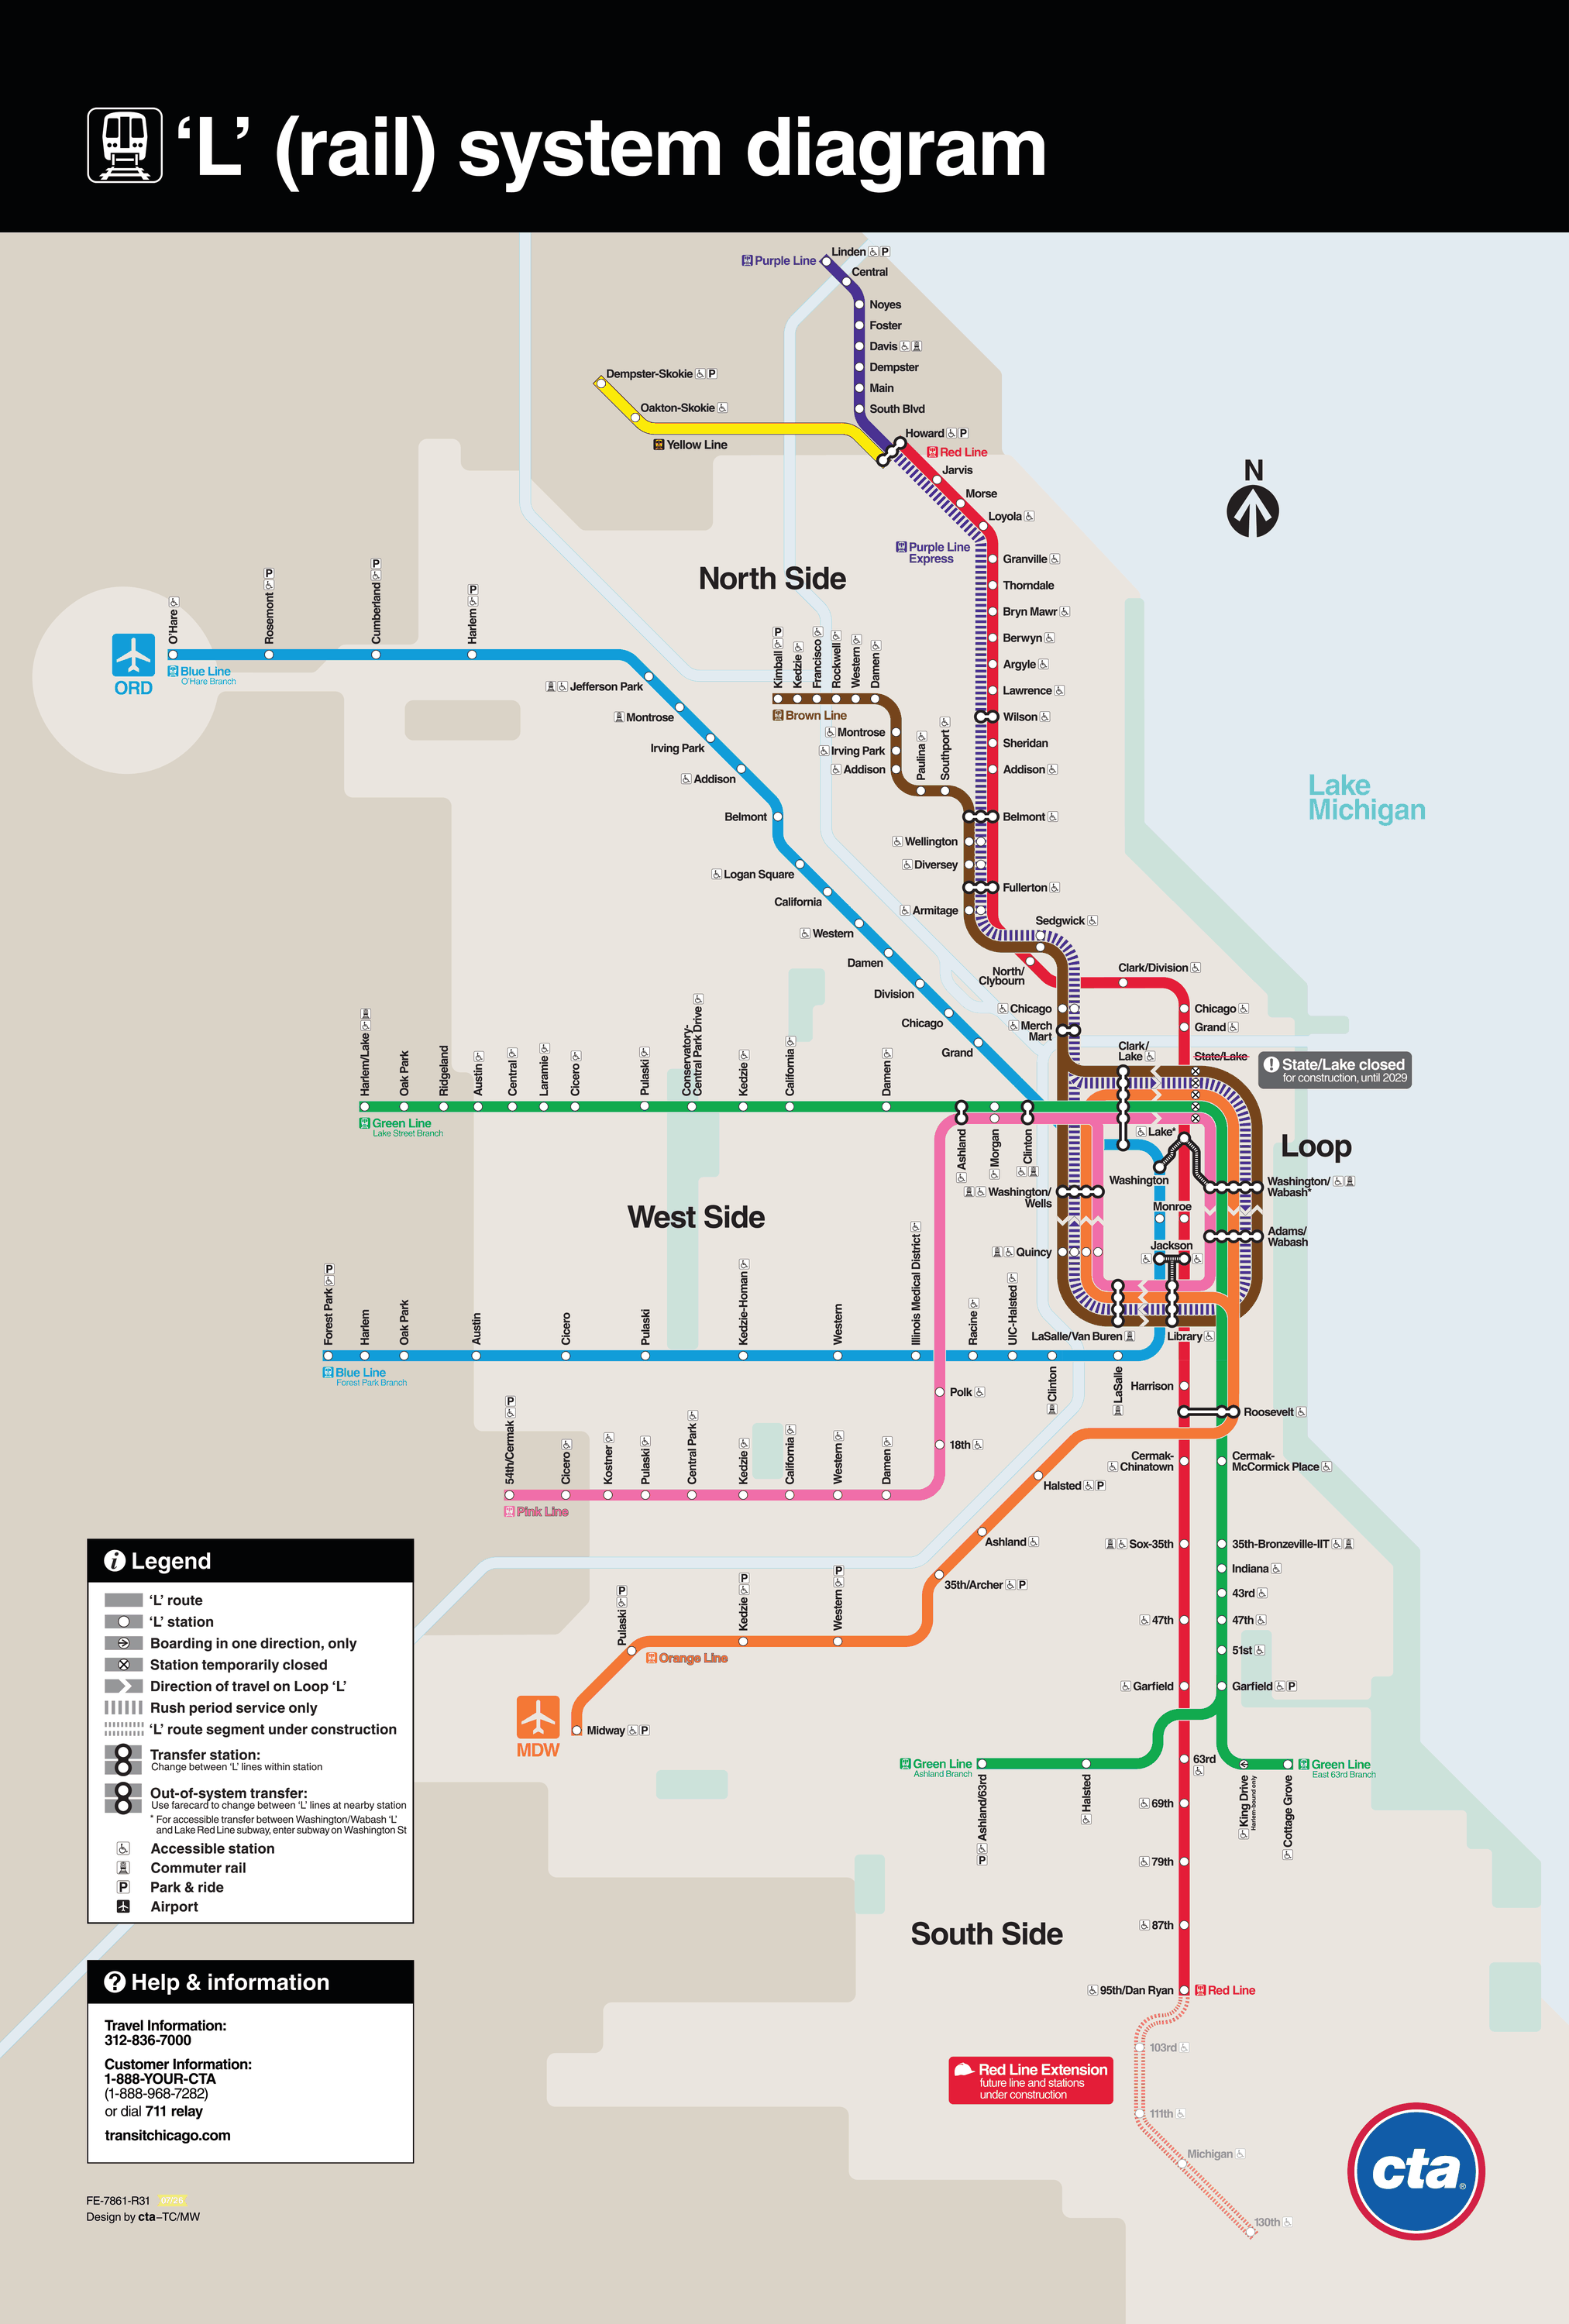 ‘L’ (rail) system diagram
Purple Line
Linden P
Central
Noyes
Foster
Davis
Dempster
Main
South Blvd
Dempster-Skokie P
Oakton-Skokie
Yellow Line
Howard P
Red Line
Jarvis
Morse
Loyola
Purple Line
Express
Granville
Thorndale
Bryn Mawr
Berwyn
Argyle
Lawrence
Wilson
Sheridan
Addison
Belmont
Wellington
Diversey
Fullerton
Armitage
Sedgwick
North/
Clybourn
Clark/Division
Chicago
Grand
Chicago
Merch
Mart
Clark/
Lake
State/Lake
State/Lake closed
for construction, until 2029
N
North Side
Lake
Michigan
O'Hare
Rosemont P
Cumberland P
Harlem P
ORD
Blue Line
O'Hare Branch
Jefferson Park
Montrose
Irving Park
Addison
Belmont
Logan Square
California
Western
Damen
Division
Chicago
Grand
Kimball P
Kedzie
Francisco
Rockwell
Western
Damen
Brown Line
Montrose
Irving Park
Addison
Paulina
Southport
Harlem/Lake
Oak Park
Ridgeland
Austin
Central
Laramie
Cicero
Pulaski
Conservatory-
Central Park Drive
Kedzie
California
Damen
Green Line
Lake Street Branch
Ashland
Morgan
Clinton
Lake*
Washington
Monroe
Jackson
Loop
Washington/
Wabash*
Adams/
Wabash
Washington/
Wells
Quincy
LaSalle/Van Buren
Library
West Side
Forest Park P
Harlem
Oak Park
Austin
Cicero
Pulaski
Kedzie-Homan
Western
Illinois Medical District
Racine
UIC-Halsted
Clinton
LaSalle
Blue Line
Forest Park Branch
Harrison
Roosevelt
Polk
18th
54th/Cermak P
Cicero
Kostner
Pulaski
Central Park
Kedzie
California
Western
Damen
Pink Line
Cermak-
Chinatown
Cermak-
McCormick Place
Halsted P
Ashland
35th/Archer P
Western P
Kedzie P
Pulaski P
Orange Line
Midway P
MDW
Sox-35th
35th-Bronzeville-IIT
Indiana
43rd
47th
47th
51st
Garfield
Garfield P
Green Line
Ashland Branch
Ashland/63rd P
Halsted
63rd
King Drive
Harlem-bound only
Cottage Grove
Green Line
East 63rd Branch
69th
79th
87th
South Side
95th/Dan Ryan
Red Line
103rd
111th
Michigan
130th
Red Line Extension
future line and stations
under construction
Legend
‘L’ route
‘L’ station
Boarding in one direction, only
Station temporarily closed
Direction of travel on Loop ‘L’
Rush period service only
‘L’ route segment under construction
Transfer station:
Change between ‘L’ lines within station
Out-of-system transfer:
Use farecard to change between ‘L’ lines at nearby station
* For accessible transfer between Washington/Wabash ‘L’
and Lake Red Line subway, enter subway on Washington St
Accessible station
Commuter rail
P Park & ride
Airport
Help & information
Travel Information:
312-836-7000
Customer Information:
1-888-YOUR-CTA
(1-888-968-7282)
or dial 711 relay
transitchicago.com
FE-7861-R31
Design by cta–TC/MW
cta®